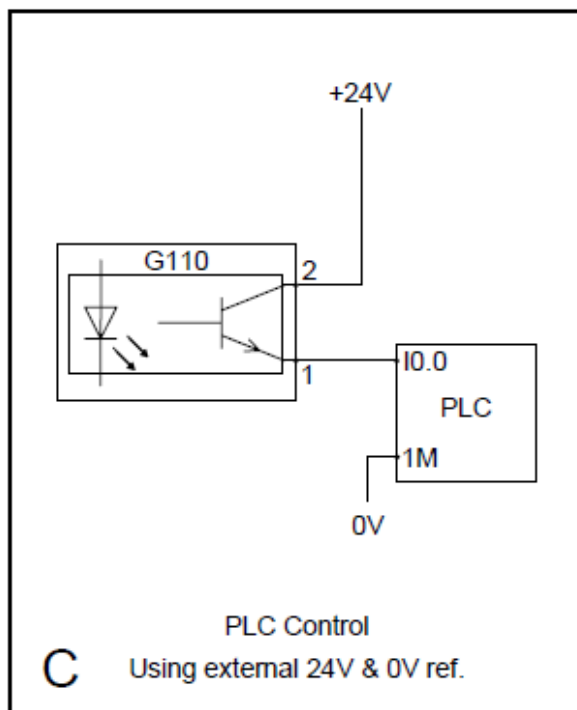 +24V
G110
2
1
I0.0
PLC
1M
0V
PLC Control
C
Using external 24V & 0V ref.